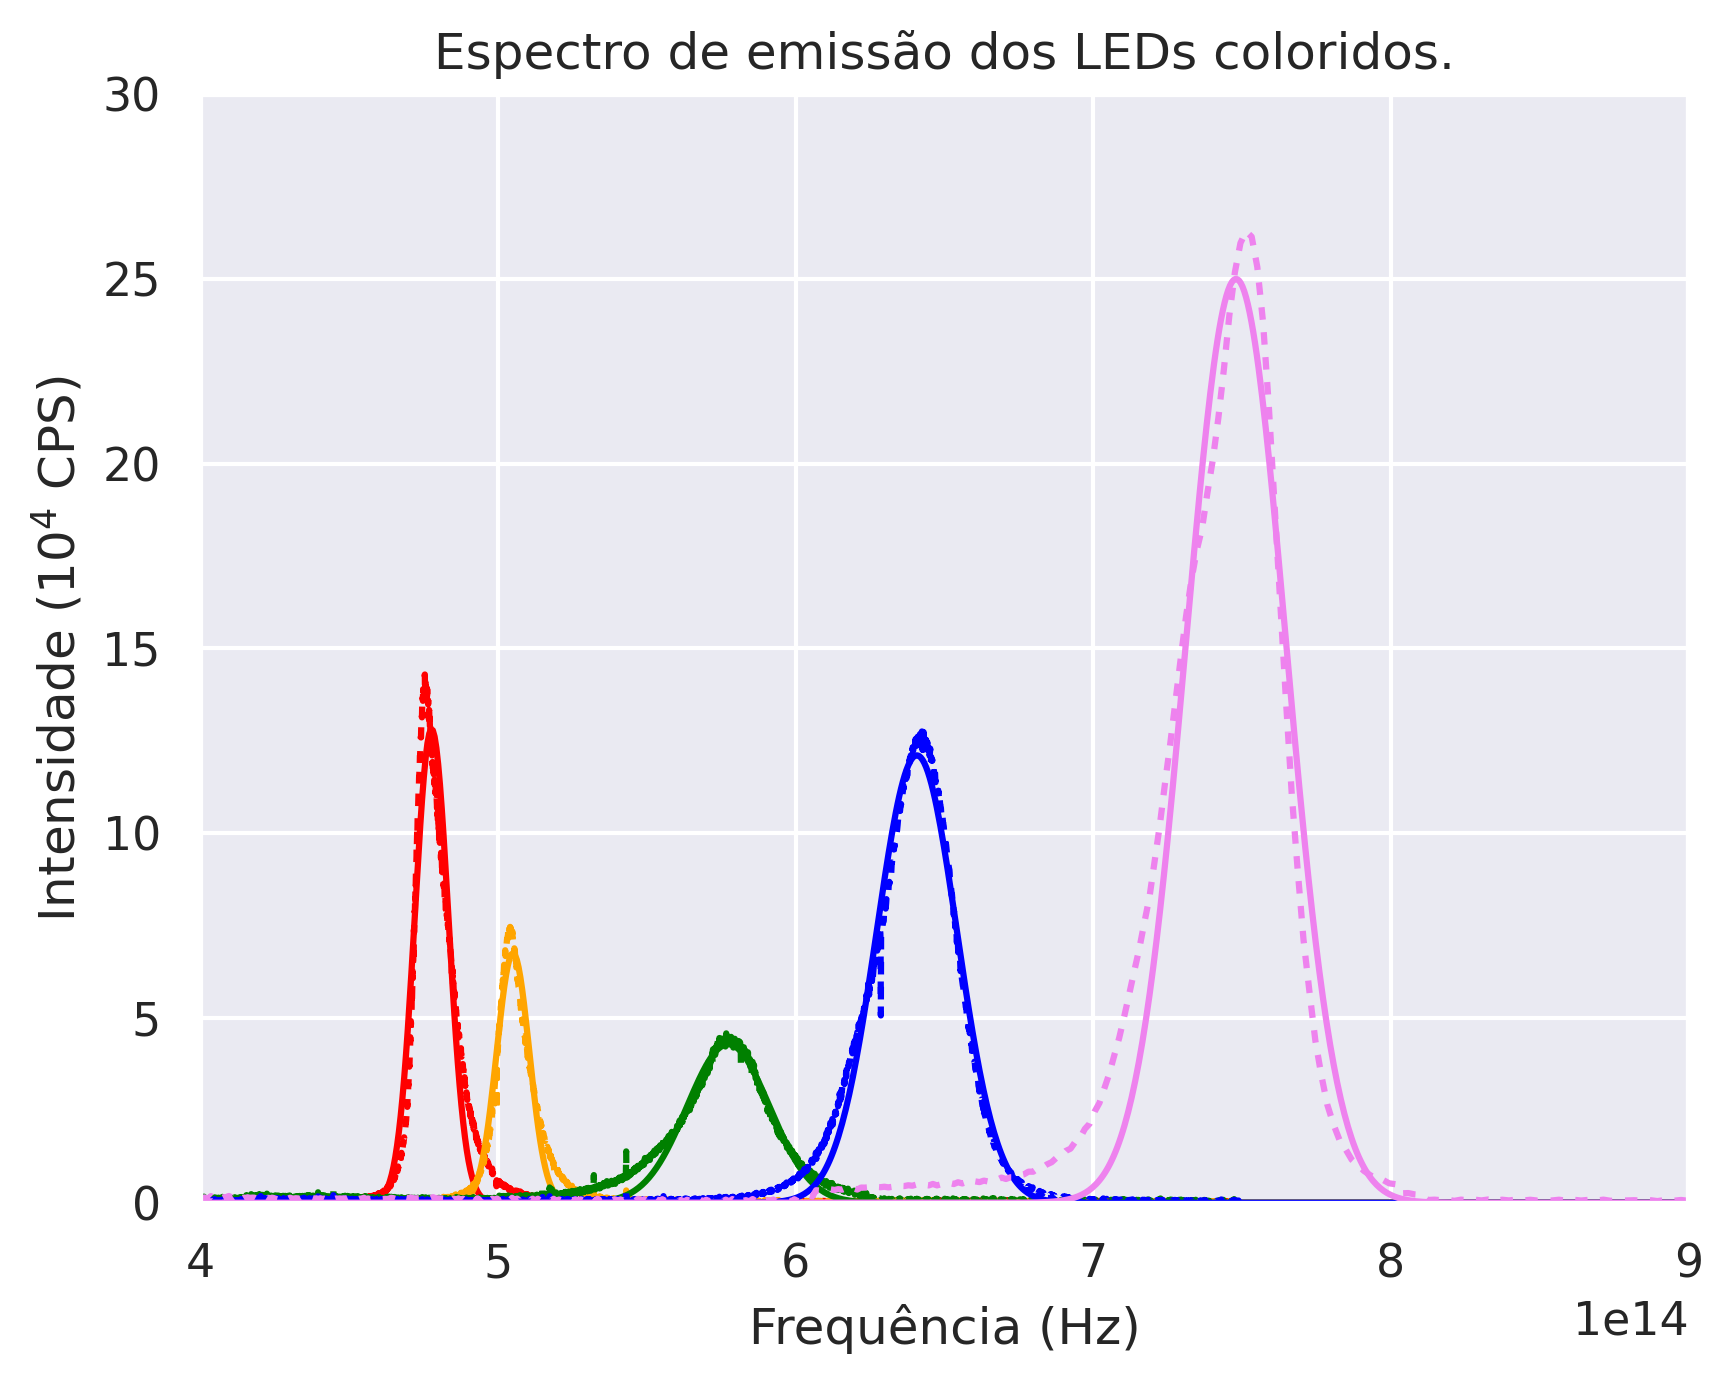 Espectro de emissão dos LEDs coloridos.
30
25
20
15
10
5
0
Intensidade (10⁴ CPS)
4 5 6 7 8 9
1e14
Frequência (Hz)